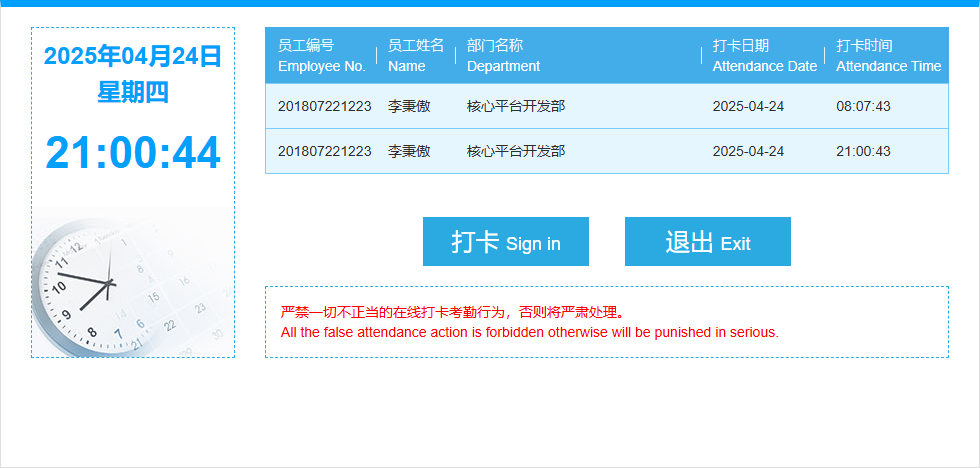 2025年04月24日
星期四
21:00:44
员工编号 员工姓名 部门名称 打卡日期 打卡时间
Employee No. Name Department Attendance Date Attendance Time
201807221223 李秉傲 核心平台开发部 2025-04-24 08:07:43
201807221223 李秉傲 核心平台开发部 2025-04-24 21:00:43
打卡 Sign in 退出 Exit
严禁一切不正当的在线打卡考勤行为，否则将严肃处理。
All the false attendance action is forbidden otherwise will be punished in serious.